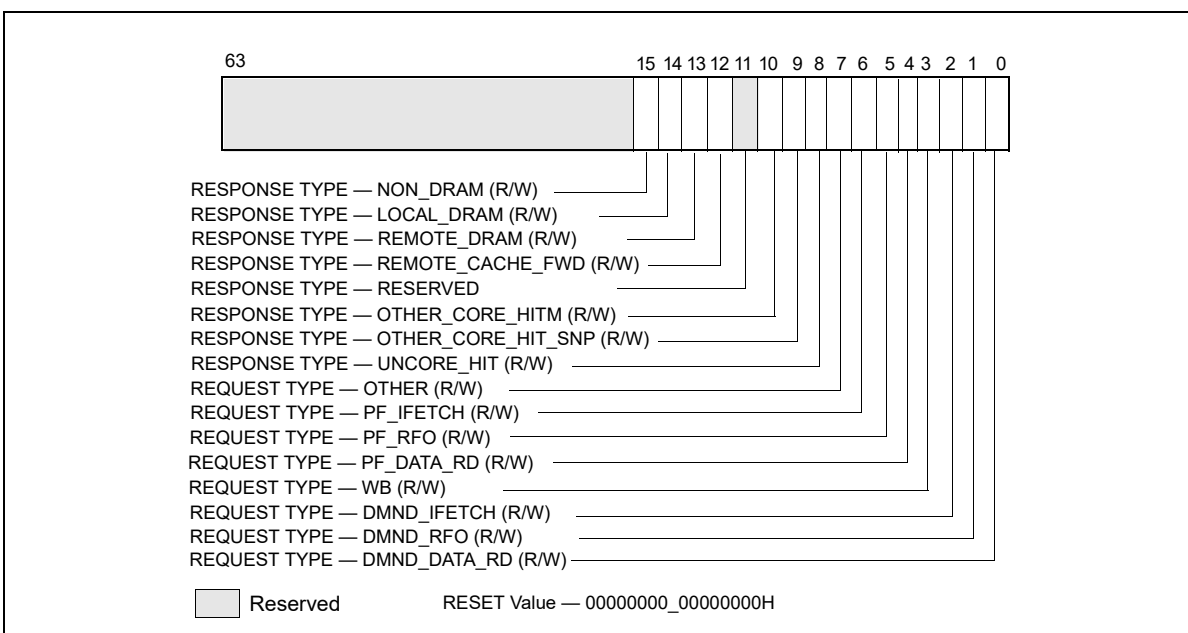 63 15 14 13 12 11 10 9 8 7 6 5 4 3 2 1 0
RESPONSE TYPE — NON_DRAM (R/W)
RESPONSE TYPE — LOCAL_DRAM (R/W)
RESPONSE TYPE — REMOTE_DRAM (R/W)
RESPONSE TYPE — REMOTE_CACHE_FWD (R/W)
RESPONSE TYPE — RESERVED
RESPONSE TYPE — OTHER_CORE_HITM (R/W)
RESPONSE TYPE — OTHER_CORE_HIT_SNP (R/W)
RESPONSE TYPE — UNCORE_HIT (R/W)
REQUEST TYPE — OTHER (R/W)
REQUEST TYPE — PF_IFETCH (R/W)
REQUEST TYPE — PF_RFO (R/W)
REQUEST TYPE — PF_DATA_RD (R/W)
REQUEST TYPE — WB (R/W)
REQUEST TYPE — DMND_IFETCH (R/W)
REQUEST TYPE — DMND_RFO (R/W)
REQUEST TYPE — DMND_DATA_RD (R/W)
Reserved RESET Value — 00000000_00000000H